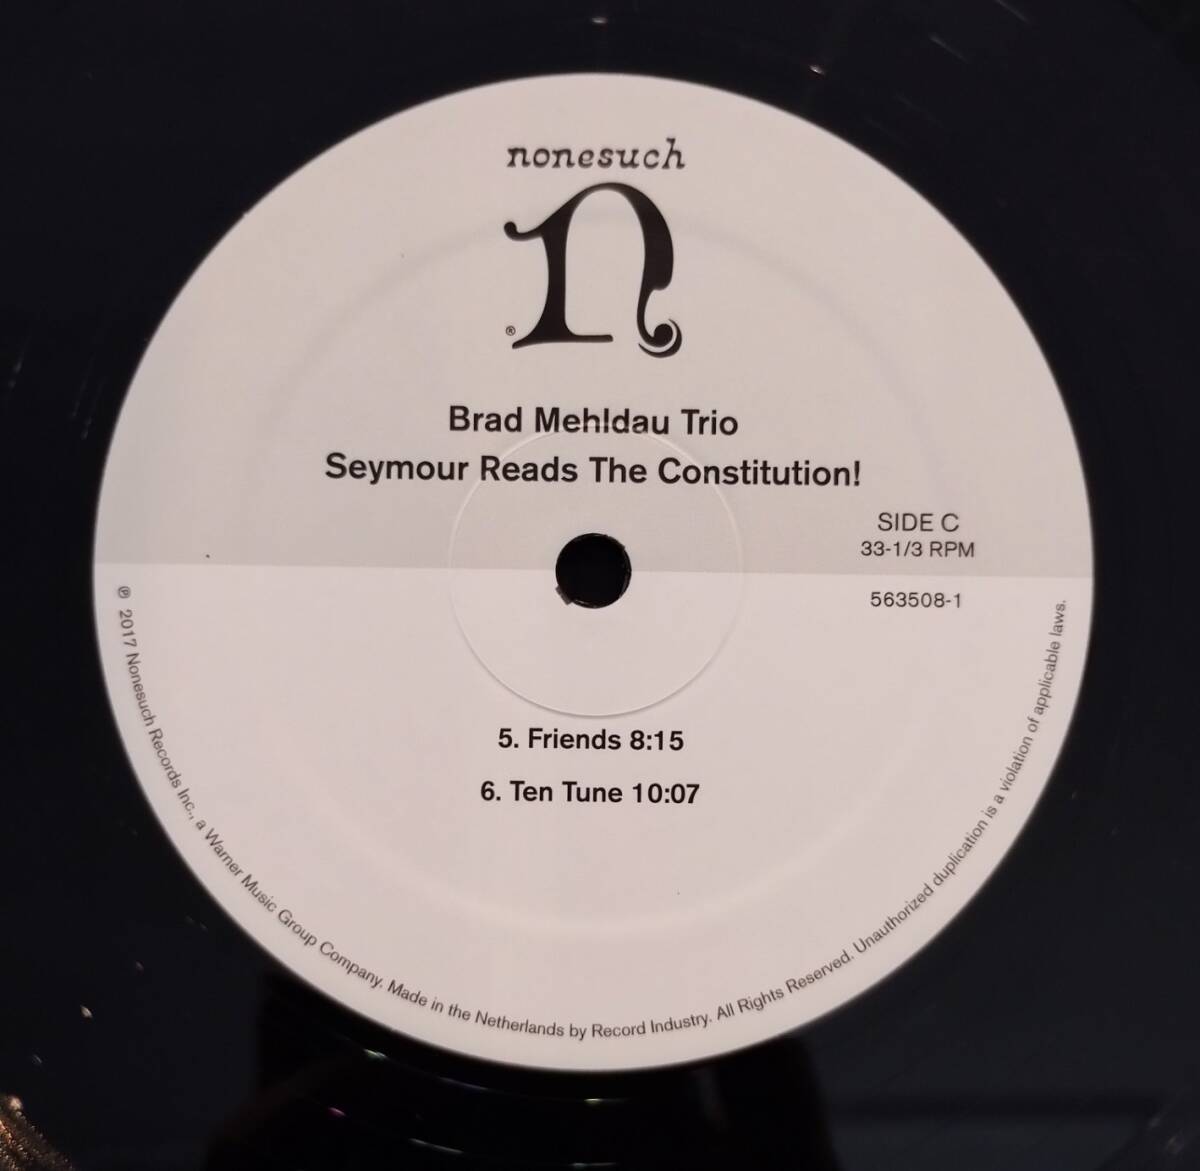 nonesuch
n
®
Brad Mehldau Trio
Seymour Reads The Constitution!
SIDE C
33-1/3 RPM
563508-1
5. Friends 8:15
6. Ten Tune 10:07
℗ 2017 Nonesuch Records Inc., a Warner Music Group Company. Made in the Netherlands by Record Industry. All Rights Reserved. Unauthorized duplication is a violation of applicable laws.